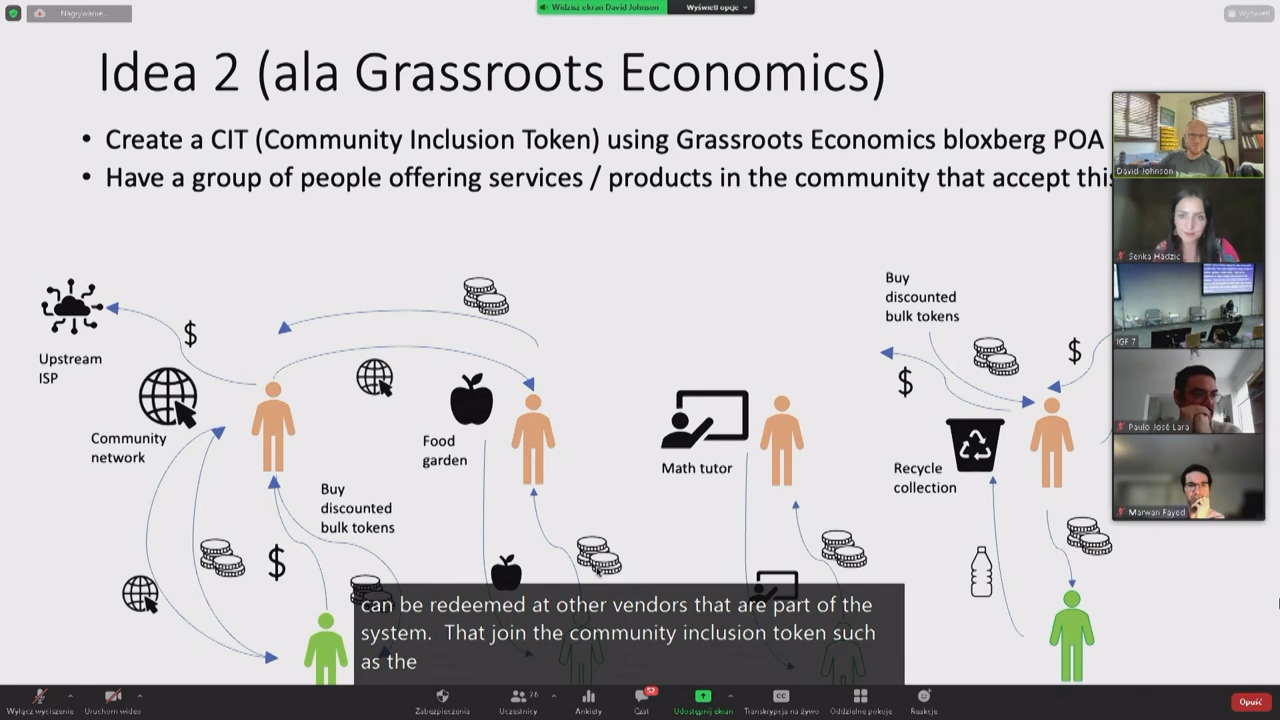 Nagrywanie...
Widzisz ekran David Johnson
Wyświetl opcje
Wyświetl
Idea 2 (ala Grassroots Economics)
• Create a CIT (Community Inclusion Token) using Grassroots Economics bloxberg POA
• Have a group of people offering services / products in the community that accept this
David Johnson
Senka Hadzic
IGF 7
Paulo José Lara
Marwan Fayed
Upstream
ISP
$
Community
network
Buy
discounted
bulk tokens
$
Food
garden
Math tutor
Buy
discounted
bulk tokens
$
$
Recycle
collection
can be redeemed at other vendors that are part of the
system. That join the community inclusion token such
as the
Wyłącz wyciszenie
Uruchom wideo
Zabezpieczenia
Uczestnicy
26
Ankiety
Czat
52
Udostępnij ekran
CC
Transkrypcja na żywo
Oddzielne pokoje
Reakcje
Opuść